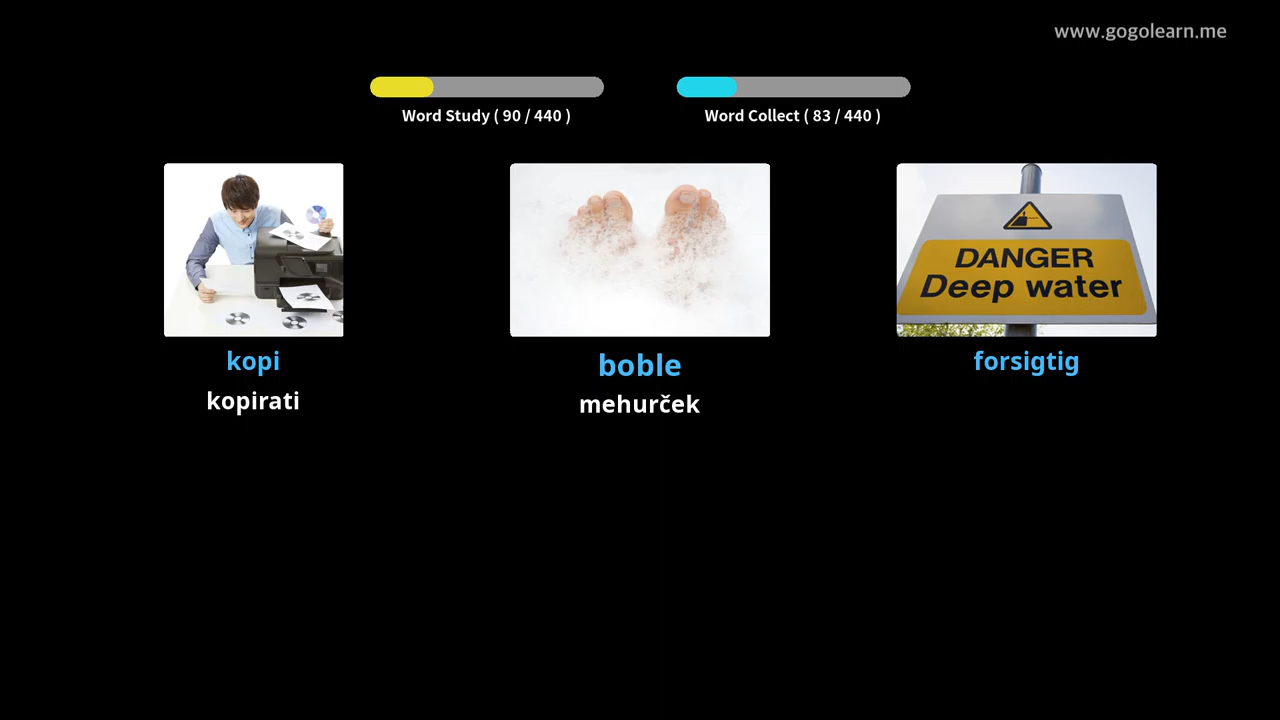 www.gogolearn.me
Word Study ( 90 / 440 )
Word Collect ( 83 / 440 )
DANGER
Deep water
kopi
boble
forsigtig
kopirati
mehurček